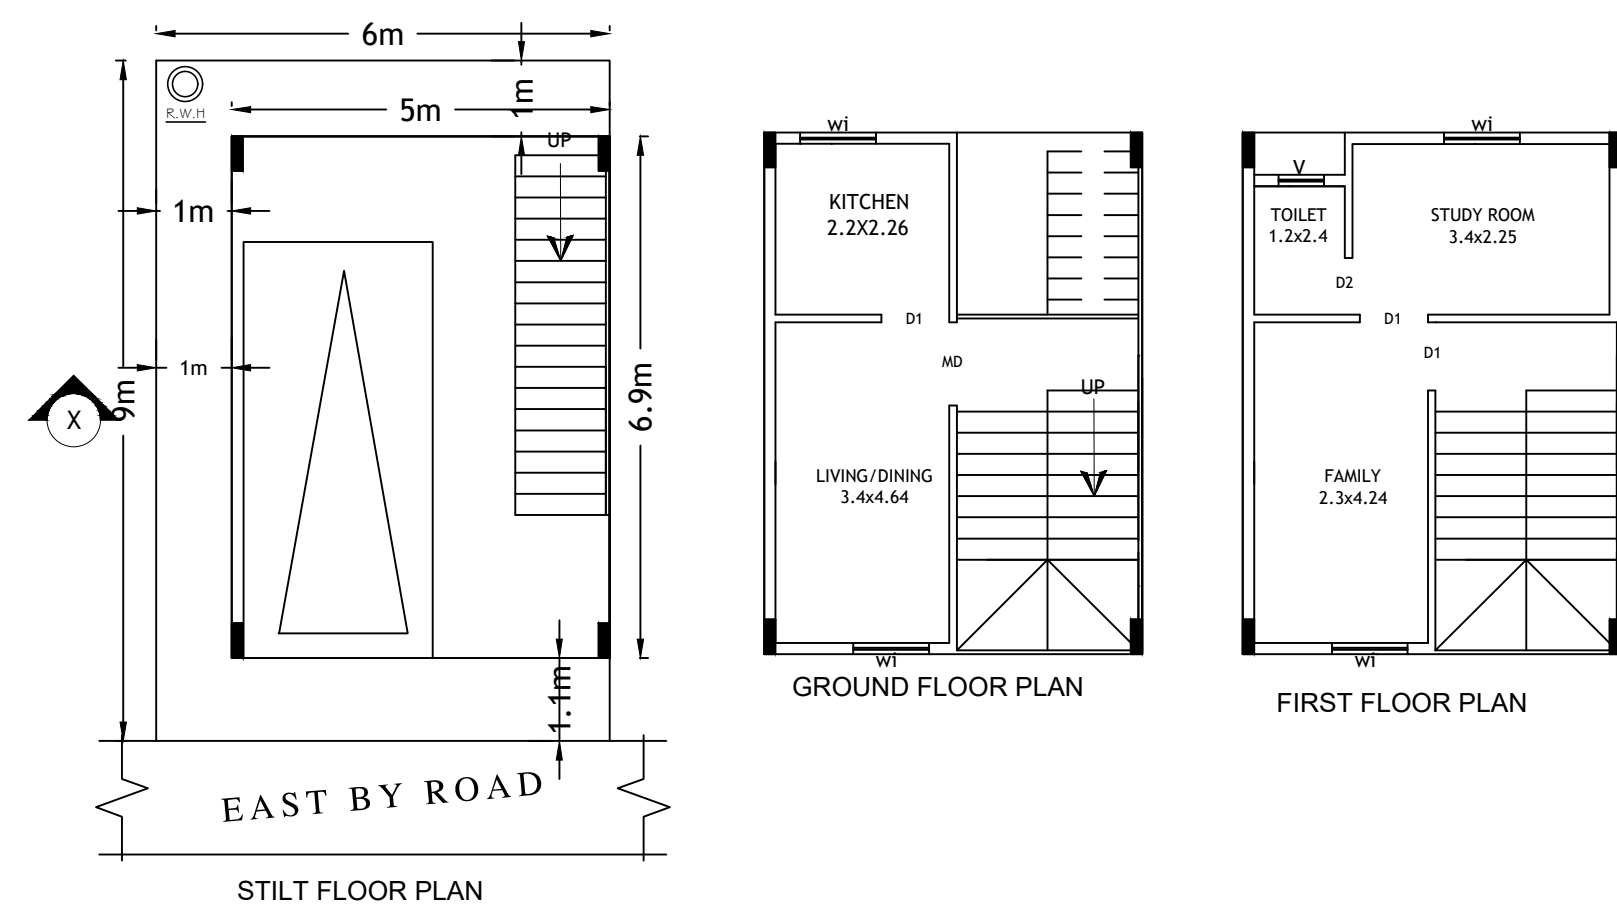 6m
1m
R.W.H
5m
UP
1m
1m
9m
X
6.9m
1.1m
EAST BY ROAD
STILT FLOOR PLAN
wi
KITCHEN
2.2X2.26
D1
MD
UP
LIVING/DINING
3.4x4.64
wi
GROUND FLOOR PLAN
wi
V
TOILET
1.2x2.4
STUDY ROOM
3.4x2.25
D2
D1
D1
FAMILY
2.3x4.24
wi
FIRST FLOOR PLAN